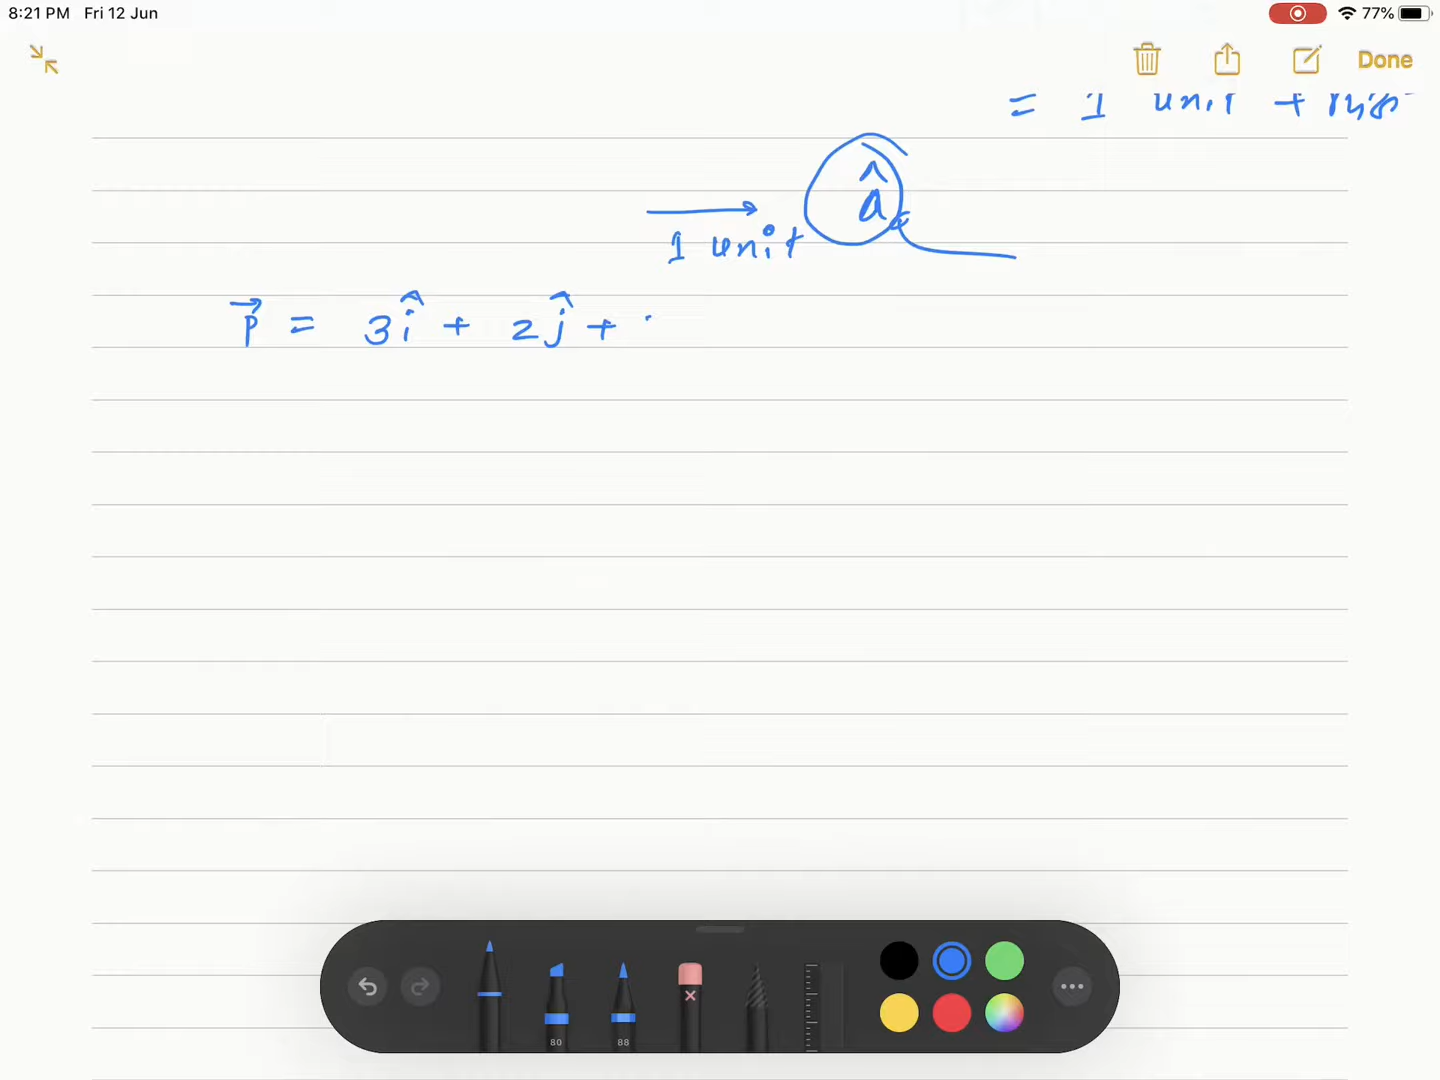 8:21 PM Fri 12 Jun 77%
Done
= 1 unit +
â
1 unit
p⃗ = 3î + 2ĵ +
80 88